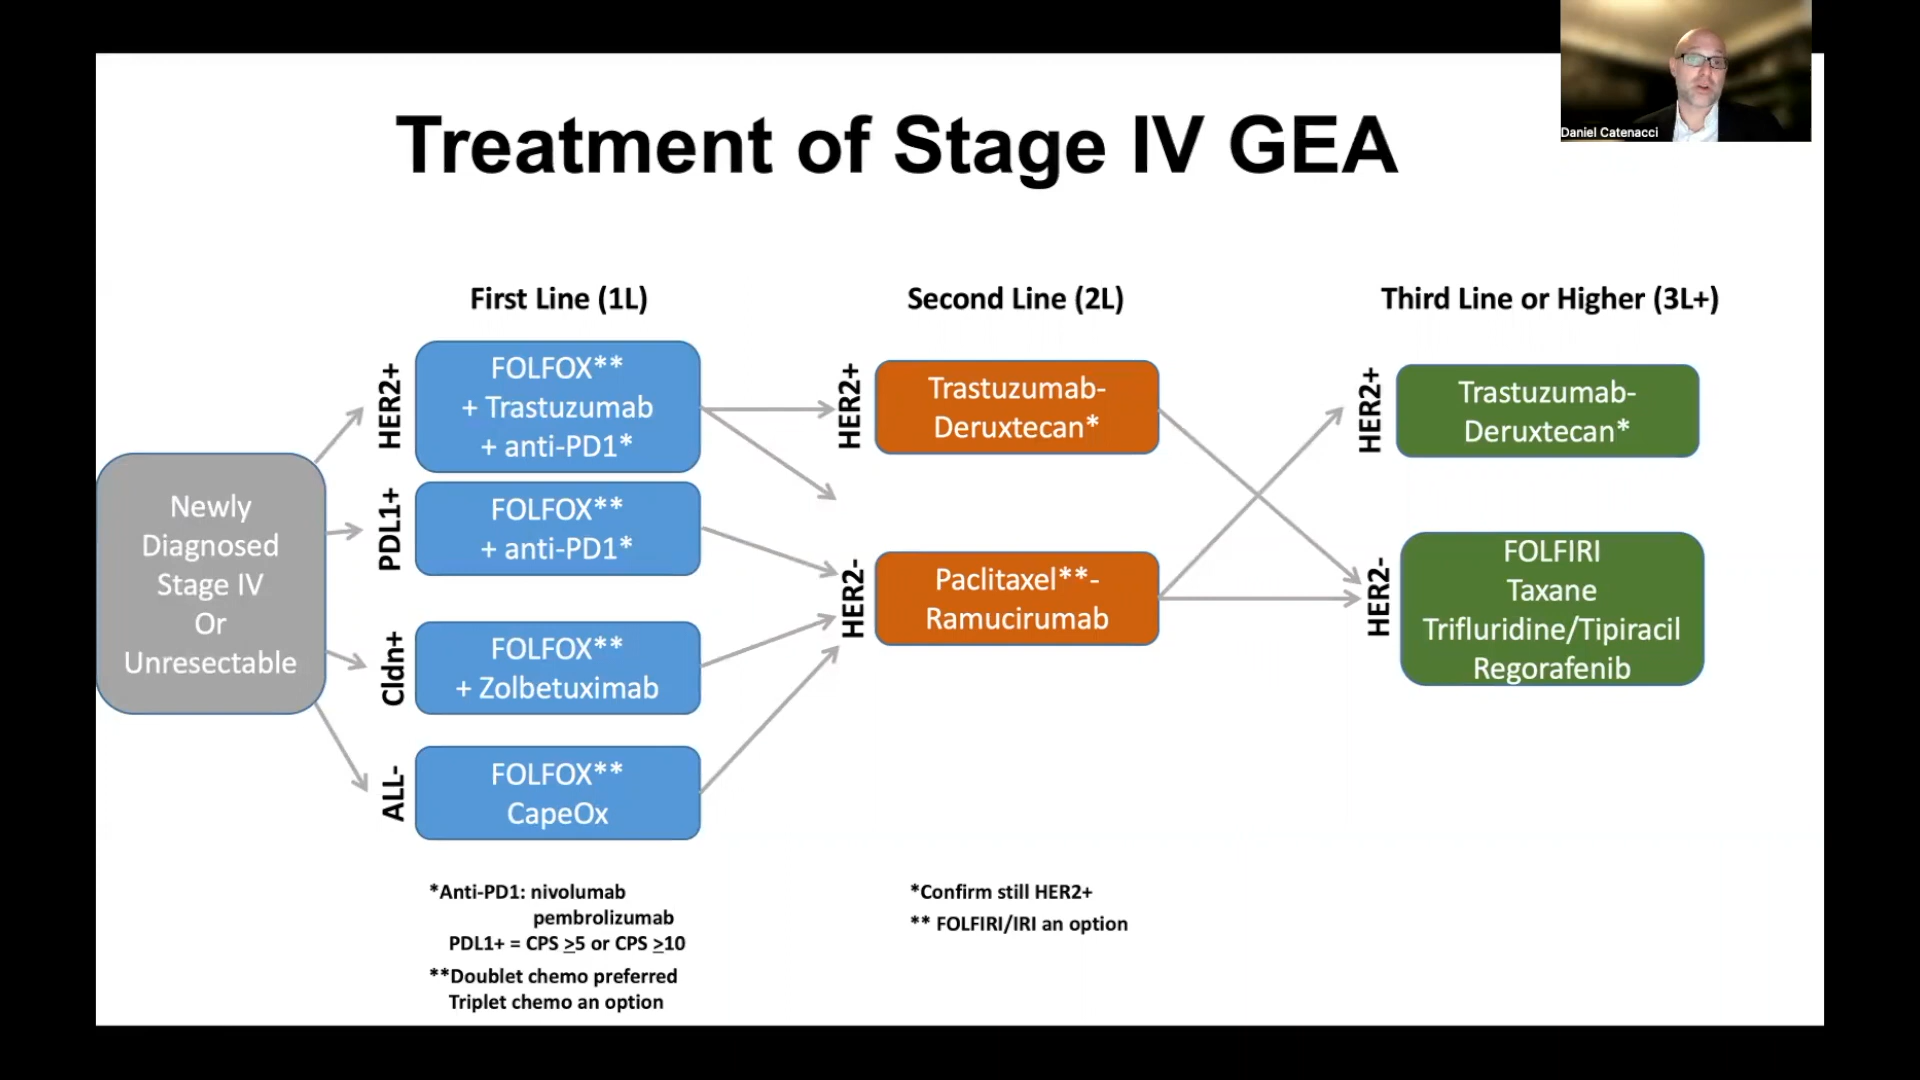 Daniel Catenacci
Treatment of Stage IV GEA
First Line (1L)
Second Line (2L)
Third Line or Higher (3L+)
Newly
Diagnosed
Stage IV
Or
Unresectable
HER2+
FOLFOX**
+ Trastuzumab
+ anti-PD1*
PDL1+
FOLFOX**
+ anti-PD1*
Cldn+
FOLFOX**
+ Zolbetuximab
ALL-
FOLFOX**
CapeOx
HER2+
Trastuzumab-
Deruxtecan*
HER2-
Paclitaxel**-
Ramucirumab
HER2+
Trastuzumab-
Deruxtecan*
HER2-
FOLFIRI
Taxane
Trifluridine/Tipiracil
Regorafenib
*Anti-PD1: nivolumab
pembrolizumab
PDL1+ = CPS ≥5 or CPS ≥10
**Doublet chemo preferred
Triplet chemo an option
*Confirm still HER2+
** FOLFIRI/IRI an option